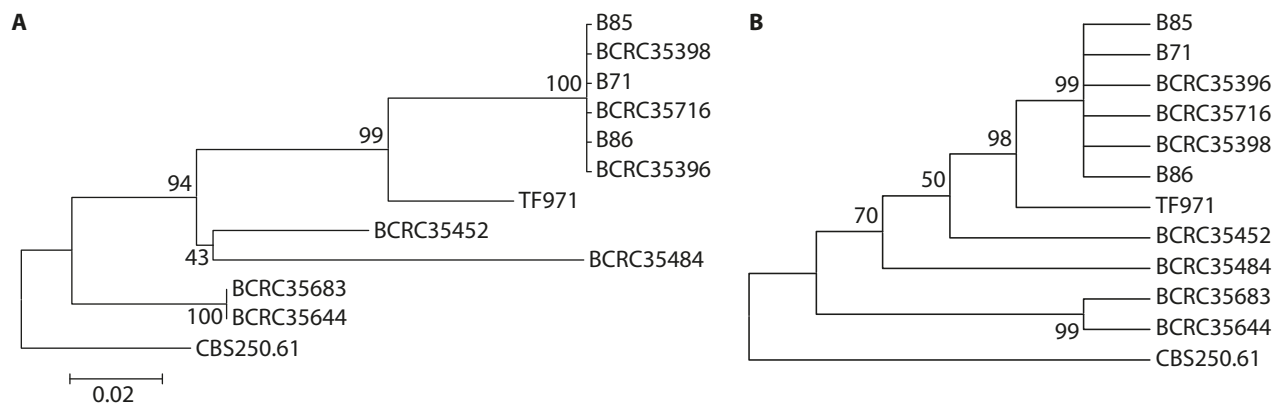 A
B85
BCRC35398
B71
100
BCRC35716
B86
BCRC35396
99
TF971
94
BCRC35452
43
BCRC35484
BCRC35683
100
BCRC35644
CBS250.61
0.02
B
B85
B71
99
BCRC35396
BCRC35716
98
BCRC35398
B86
50
TF971
70
BCRC35452
BCRC35484
BCRC35683
99
BCRC35644
CBS250.61